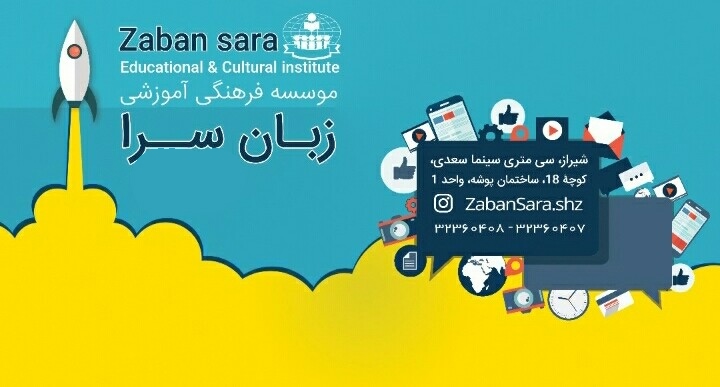 Zaban sara
Educational & Cultural institute
موسسه فرهنگی آموزشی
زبان سرا
شیراز، سی متری سینما سعدی،
کوچهٔ 18، ساختمان پوشه، واحد 1
ZabanSara.shz
۳۲۳۶۰۴۰۸ - ۳۲۳۶۰۴۰۷